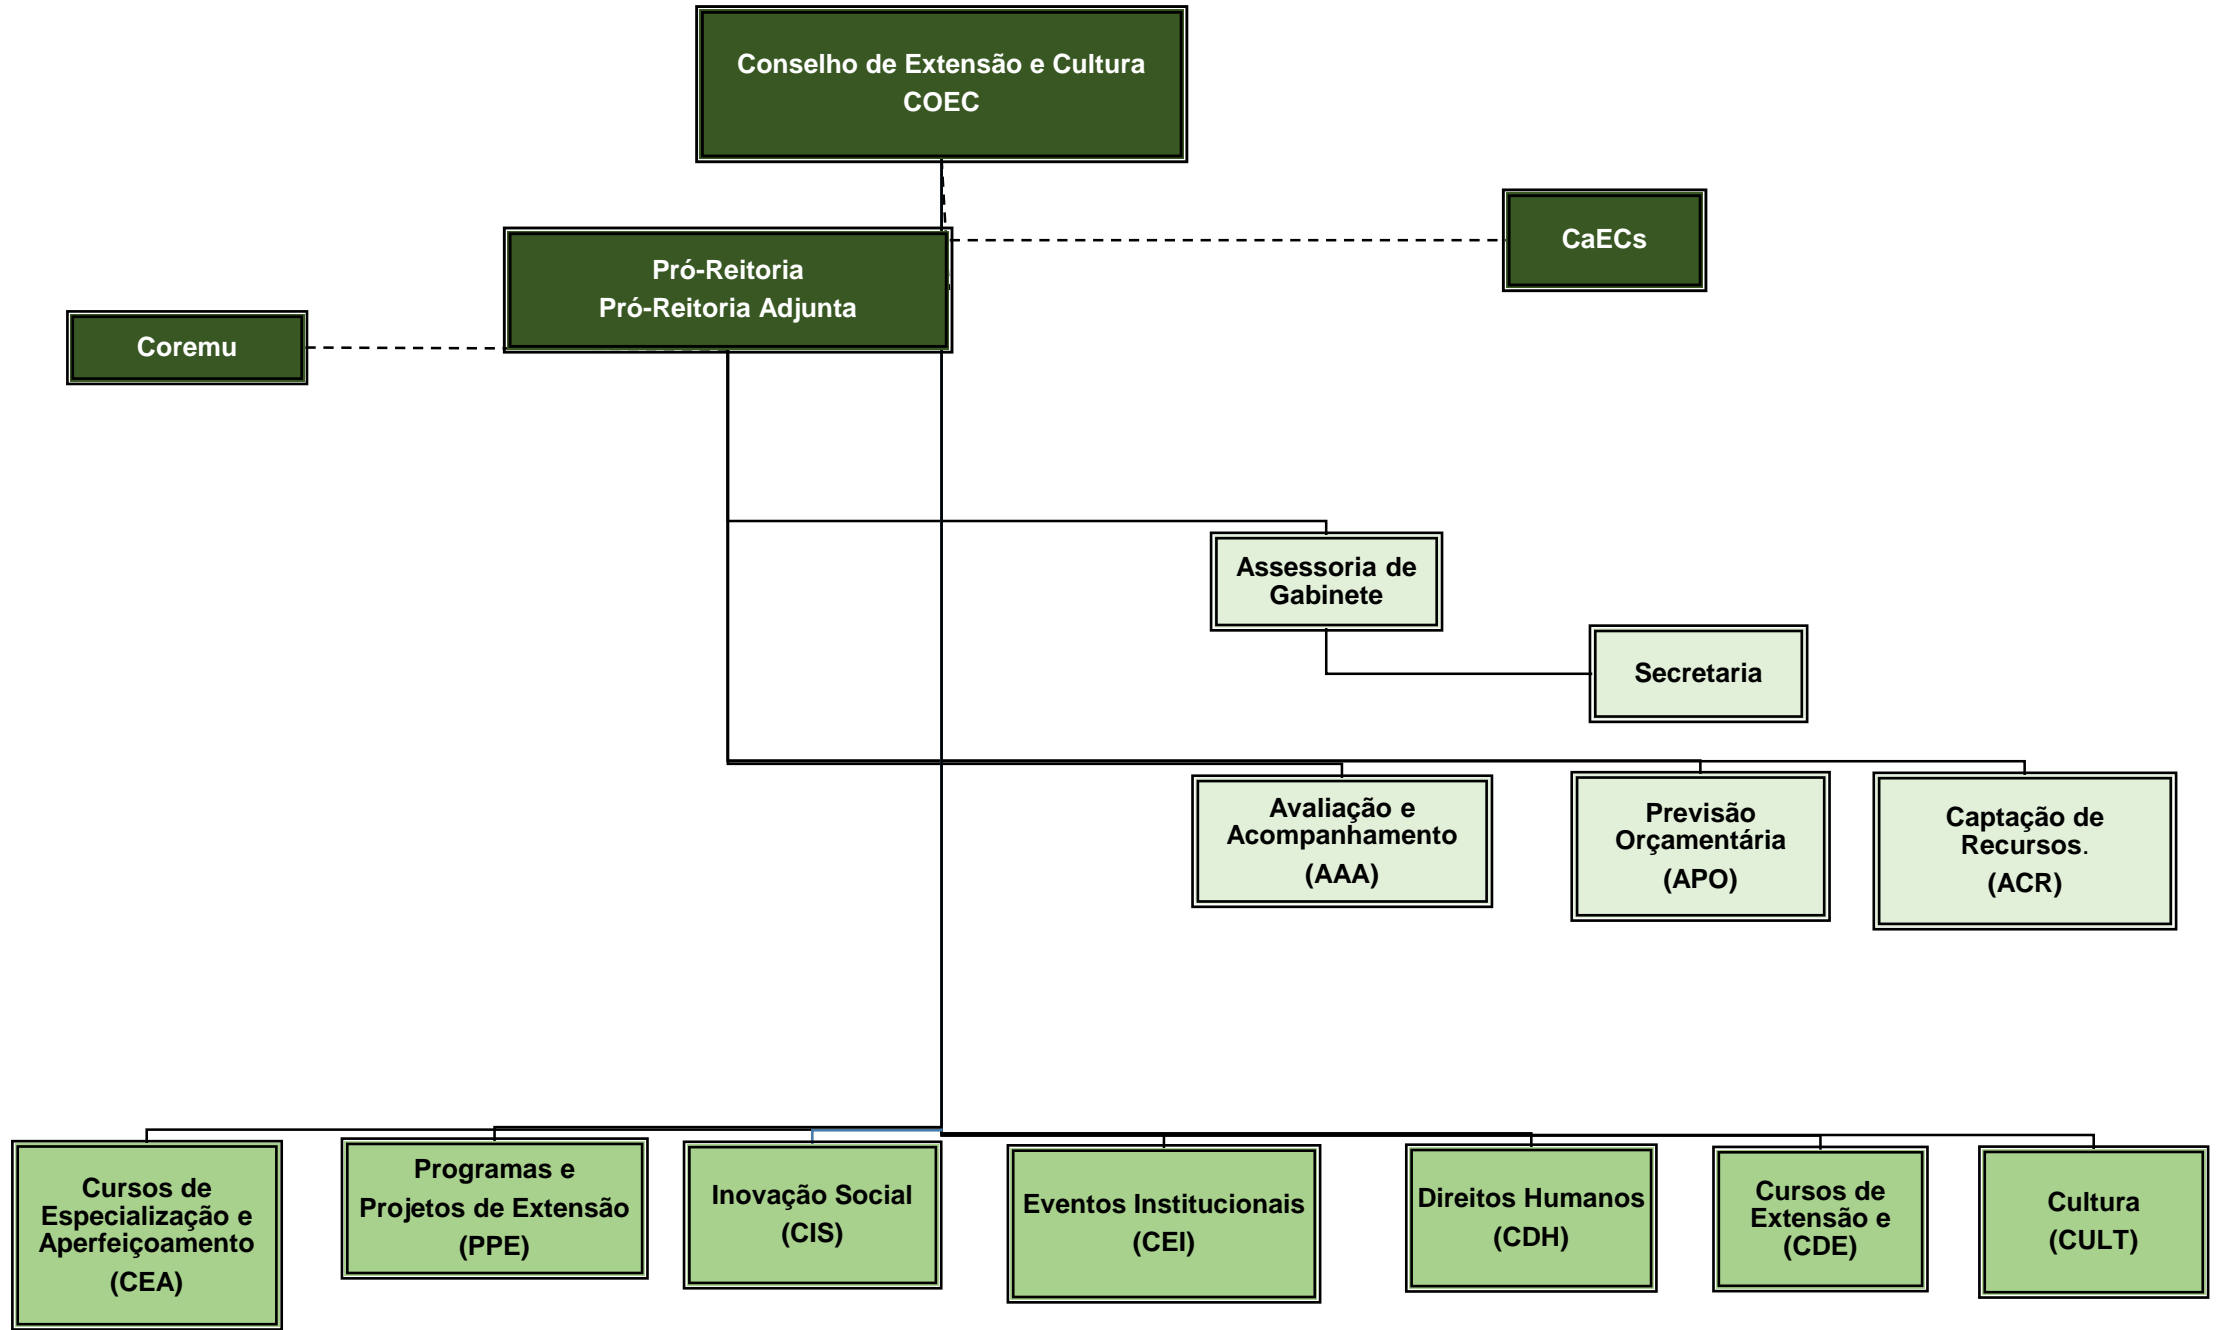 Conselho de Extensão e Cultura
COEC
CaECs
Pró-Reitoria
Pró-Reitoria Adjunta
Coremu
Assessoria de
Gabinete
Secretaria
Avaliação e
Acompanhamento
(AAA)
Previsão
Orçamentária
(APO)
Captação de
Recursos.
(ACR)
Cursos de
Especialização e
Aperfeiçoamento
(CEA)
Programas e
Projetos de Extensão
(PPE)
Inovação Social
(CIS)
Eventos Institucionais
(CEI)
Direitos Humanos
(CDH)
Cursos de
Extensão e
(CDE)
Cultura
(CULT)